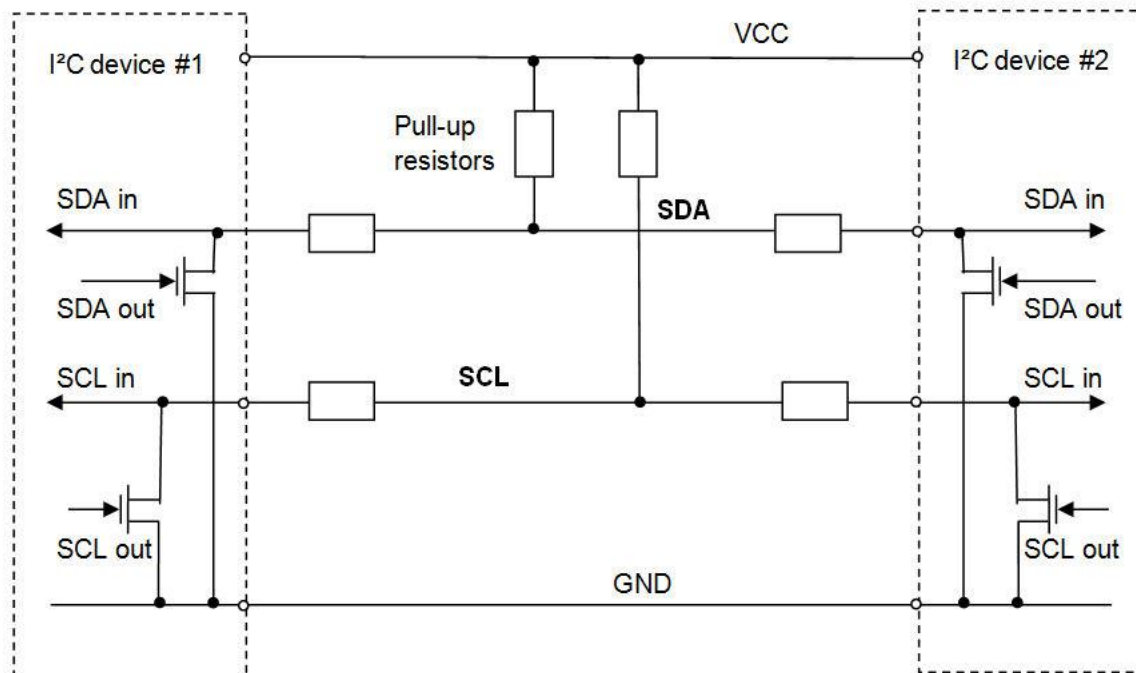 VCC
I²C device #1
I²C device #2
Pull-up
resistors
SDA in
SDA
SDA in
SDA out
SDA out
SCL in
SCL
SCL in
SCL out
SCL out
GND